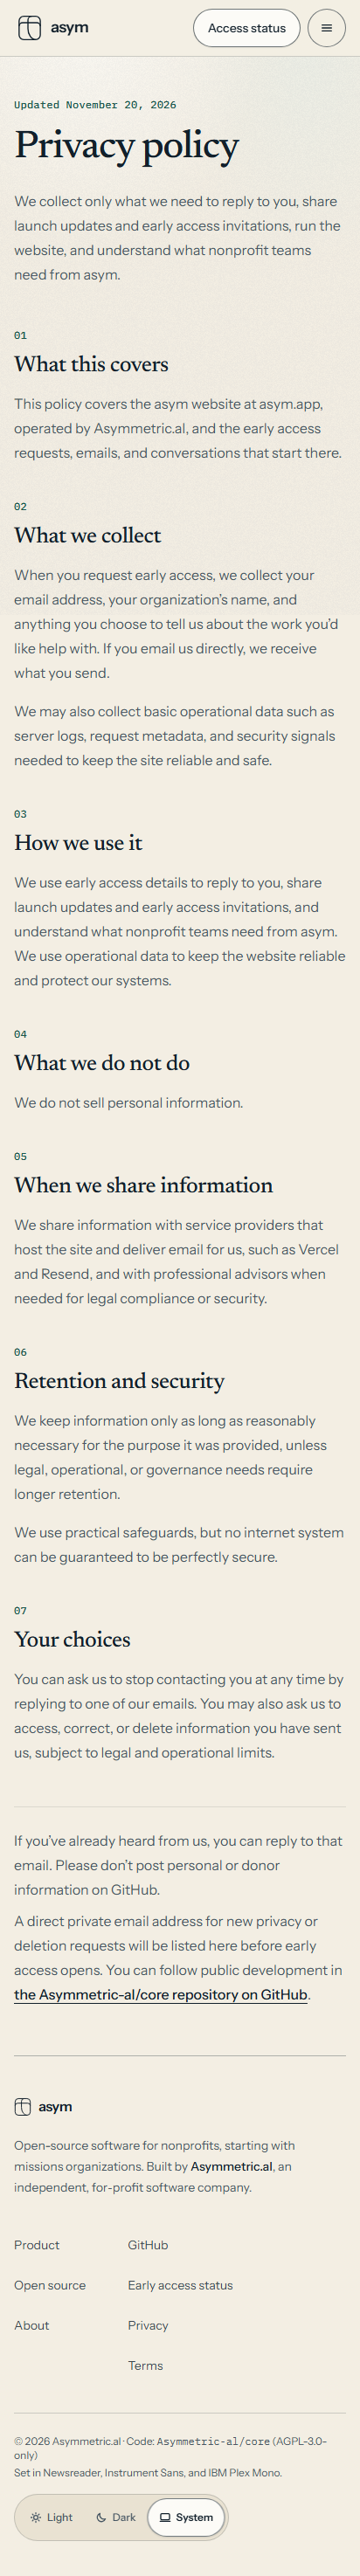 asym
Access status
Updated November 20, 2026
Privacy policy
We collect only what we need to reply to you, share
launch updates and early access invitations, run the
website, and understand what nonprofit teams
need from asym.
01
What this covers
This policy covers the asym website at asym.app,
operated by Asymmetric.al, and the early access
requests, emails, and conversations that start there.
02
What we collect
When you request early access, we collect your
email address, your organization’s name, and
anything you choose to tell us about the work you’d
like help with. If you email us directly, we receive
what you send.
We may also collect basic operational data such as
server logs, request metadata, and security signals
needed to keep the site reliable and safe.
03
How we use it
We use early access details to reply to you, share
launch updates and early access invitations, and
understand what nonprofit teams need from asym.
We use operational data to keep the website reliable
and protect our systems.
04
What we do not do
We do not sell personal information.
05
When we share information
We share information with service providers that
host the site and deliver email for us, such as Vercel
and Resend, and with professional advisors when
needed for legal compliance or security.
06
Retention and security
We keep information only as long as reasonably
necessary for the purpose it was provided, unless
legal, operational, or governance needs require
longer retention.
We use practical safeguards, but no internet system
can be guaranteed to be perfectly secure.
07
Your choices
You can ask us to stop contacting you at any time by
replying to one of our emails. You may also ask us to
access, correct, or delete information you have sent
us, subject to legal and operational limits.
If you’ve already heard from us, you can reply to that
email. Please don’t post personal or donor
information on GitHub.
A direct private email address for new privacy or
deletion requests will be listed here before early
access opens. You can follow public development in
the Asymmetric-al/core repository on GitHub.
asym
Open-source software for nonprofits, starting with
missions organizations. Built by Asymmetric.al, an
independent, for-profit software company.
Product
GitHub
Open source
Early access status
About
Privacy
Terms
© 2026 Asymmetric.al · Code: Asymmetric-al/core (AGPL-3.0-
only)
Set in Newsreader, Instrument Sans, and IBM Plex Mono.
Light
Dark
System